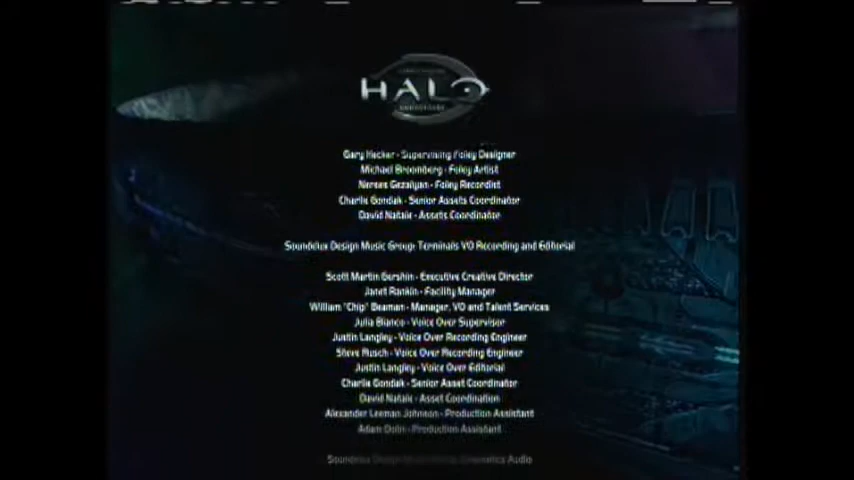 HALO
Gary Hecker - Supervising Foley Designer
Michael Broomberg - Foley Artist
Nerses Gezalyan - Foley Recordist
Charlie Gondak - Senior Assets Coordinator
David Natale - Assets Coordinator
Soundelux Design Music Group: Terminals VO Recording and Editorial
Scott Martin Gershin - Executive Creative Director
Janet Rankin - Facility Manager
William "Chip" Beaman - Manager, VO and Talent Services
Julia Bianco - Voice Over Supervisor
Justin Langley - Voice Over Recording Engineer
Steve Rusch - Voice Over Recording Engineer
Justin Langley - Voice Over Editorial
Charlie Gondak - Senior Asset Coordinator
David Natale - Asset Coordination
Alexander Leeman Johnson - Production Assistant
Adam Dolin - Production Assistant
Soundelux Design Audio